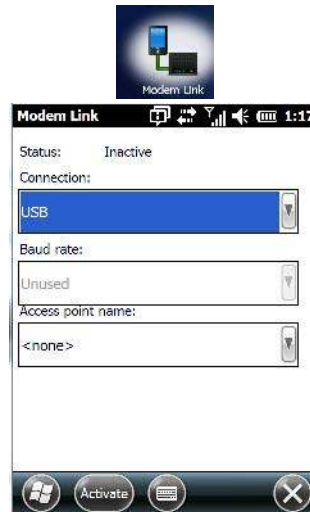 Modem Link
Modem Link 1:17
Status: Inactive
Connection:
USB
Baud rate:
Unused
Access point name:
<none>
Activate